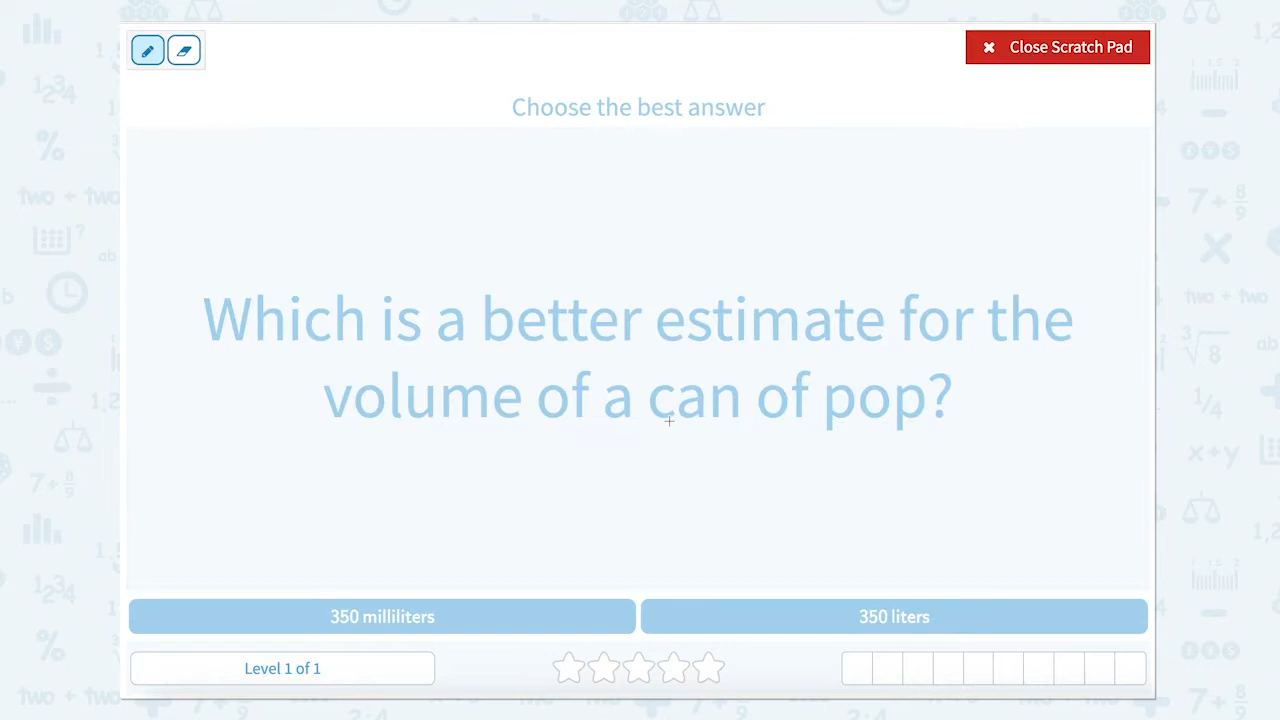 Close Scratch Pad
Choose the best answer
Which is a better estimate for the
volume of a can of pop?
350 milliliters
350 liters
Level 1 of 1